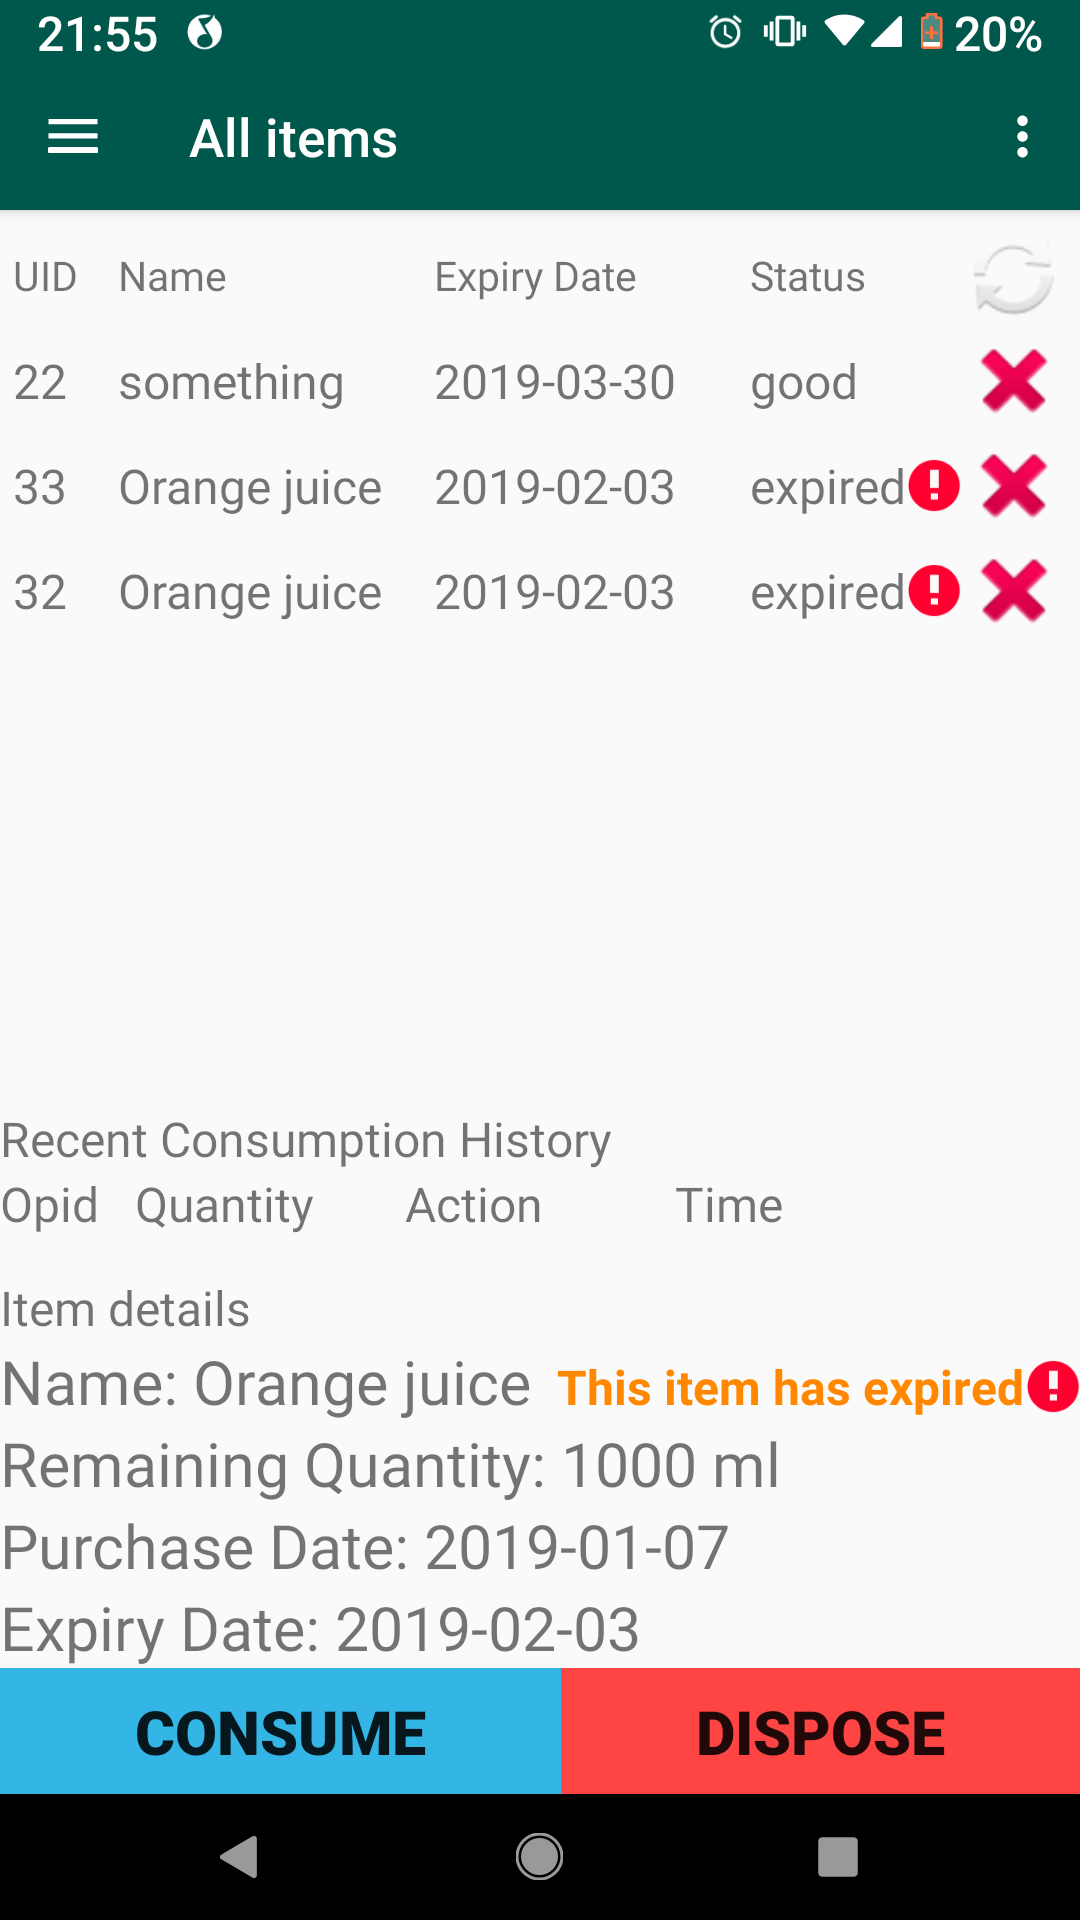 21:55 20%
All items
UID Name Expiry Date Status
22 something 2019-03-30 good
33 Orange juice 2019-02-03 expired
32 Orange juice 2019-02-03 expired
Recent Consumption History
Opid Quantity Action Time
Item details
Name: Orange juice This item has expired
Remaining Quantity: 1000 ml
Purchase Date: 2019-01-07
Expiry Date: 2019-02-03
CONSUME DISPOSE